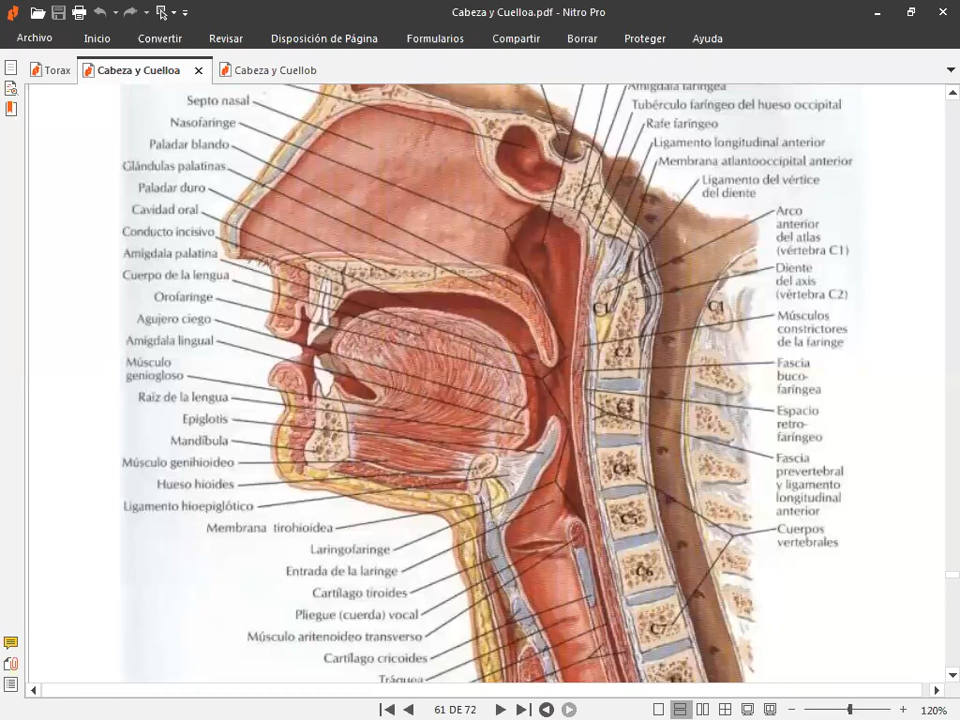 Cabeza y Cuelloa.pdf - Nitro Pro
Archivo
Inicio
Convertir
Revisar
Disposición de Página
Formularios
Compartir
Borrar
Proteger
Ayuda
Torax
Cabeza y Cuelloa
Cabeza y Cuellob
Septo nasal
Nasofaringe
Paladar blando
Glándulas palatinas
Paladar duro
Cavidad oral
Conducto incisivo
Amígdala palatina
Cuerpo de la lengua
Orofaringe
Agujero ciego
Amígdala lingual
Músculo
geniogloso
Raíz de la lengua
Epiglotis
Mandíbula
Músculo genihioideo
Hueso hioides
Ligamento hioepiglótico
Membrana tirohioidea
Laringofaringe
Entrada de la laringe
Cartílago tiroides
Pliegue (cuerda) vocal
Músculo aritenoideo transverso
Cartílago cricoides
Tráquea
Amígdala faríngea
Tubérculo faríngeo del hueso occipital
Rafe faríngeo
Ligamento longitudinal anterior
Membrana atlantooccipital anterior
Ligamento del vértice
del diente
Arco
anterior
del atlas
(vértebra C1)
Diente
del axis
(vértebra C2)
Músculos
constrictores
de la faringe
Fascia
buco-
faríngea
Espacio
retro-
faríngeo
Fascia
prevertebral
y ligamento
longitudinal
anterior
Cuerpos
vertebrales
C1
C1
C2
C3
C4
C5
C6
C7
61 DE 72
120%